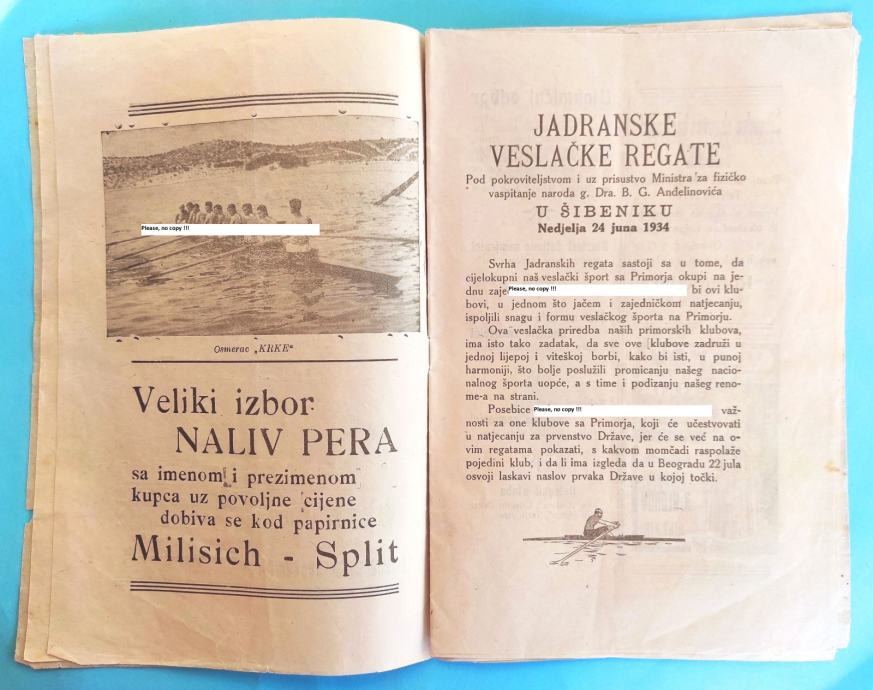 Please, no copy !!!
Osmerac „KRKE“
Veliki izbor
NALIV PERA
sa imenom i prezimenom
kupca uz povoljne cijene
dobiva se kod papirnice
Milisich - Split
JADRANSKE
VESLAČKE REGATE
Pod pokroviteljstvom i uz prisustvo Ministra za fizičko
vaspitanje naroda g. Dra. B. G. Anđelinovića
U ŠIBENIKU
Nedjelja 24 juna 1934
Svrha Jadranskih regata sastoji sa u tome, da
cijelokupni naš veslački šport sa Primorja okupi na je-
dnu zaje Please, no copy !!! bi ovi klu-
bovi, u jednom što jačem i zajedničkom natjecanju,
ispoljili snagu i formu veslačkog športa na Primorju.
Ova veslačka priredba naših primorskih klubova,
ima isto tako zadatak, da sve ove klubove zadruži u
jednoj lijepoj i viteškoj borbi, kako bi isti, u punoj
harmoniji, što bolje poslužili promicanju našeg nacio-
nalnog športa uopće, a s time i podizanju našeg reno-
me-a na strani.
Posebice Please, no copy !!! važ-
nosti za one klubove sa Primorja, koji će učestvovati
u natjecanju za prvenstvo Države, jer će se već na o-
vim regatama pokazati, s kakvom momčadi raspolaže
pojedini klub, i da li ima izgleda da u Beogradu 22 jula
osvoji laskavi naslov prvaka Države u kojoj točki.